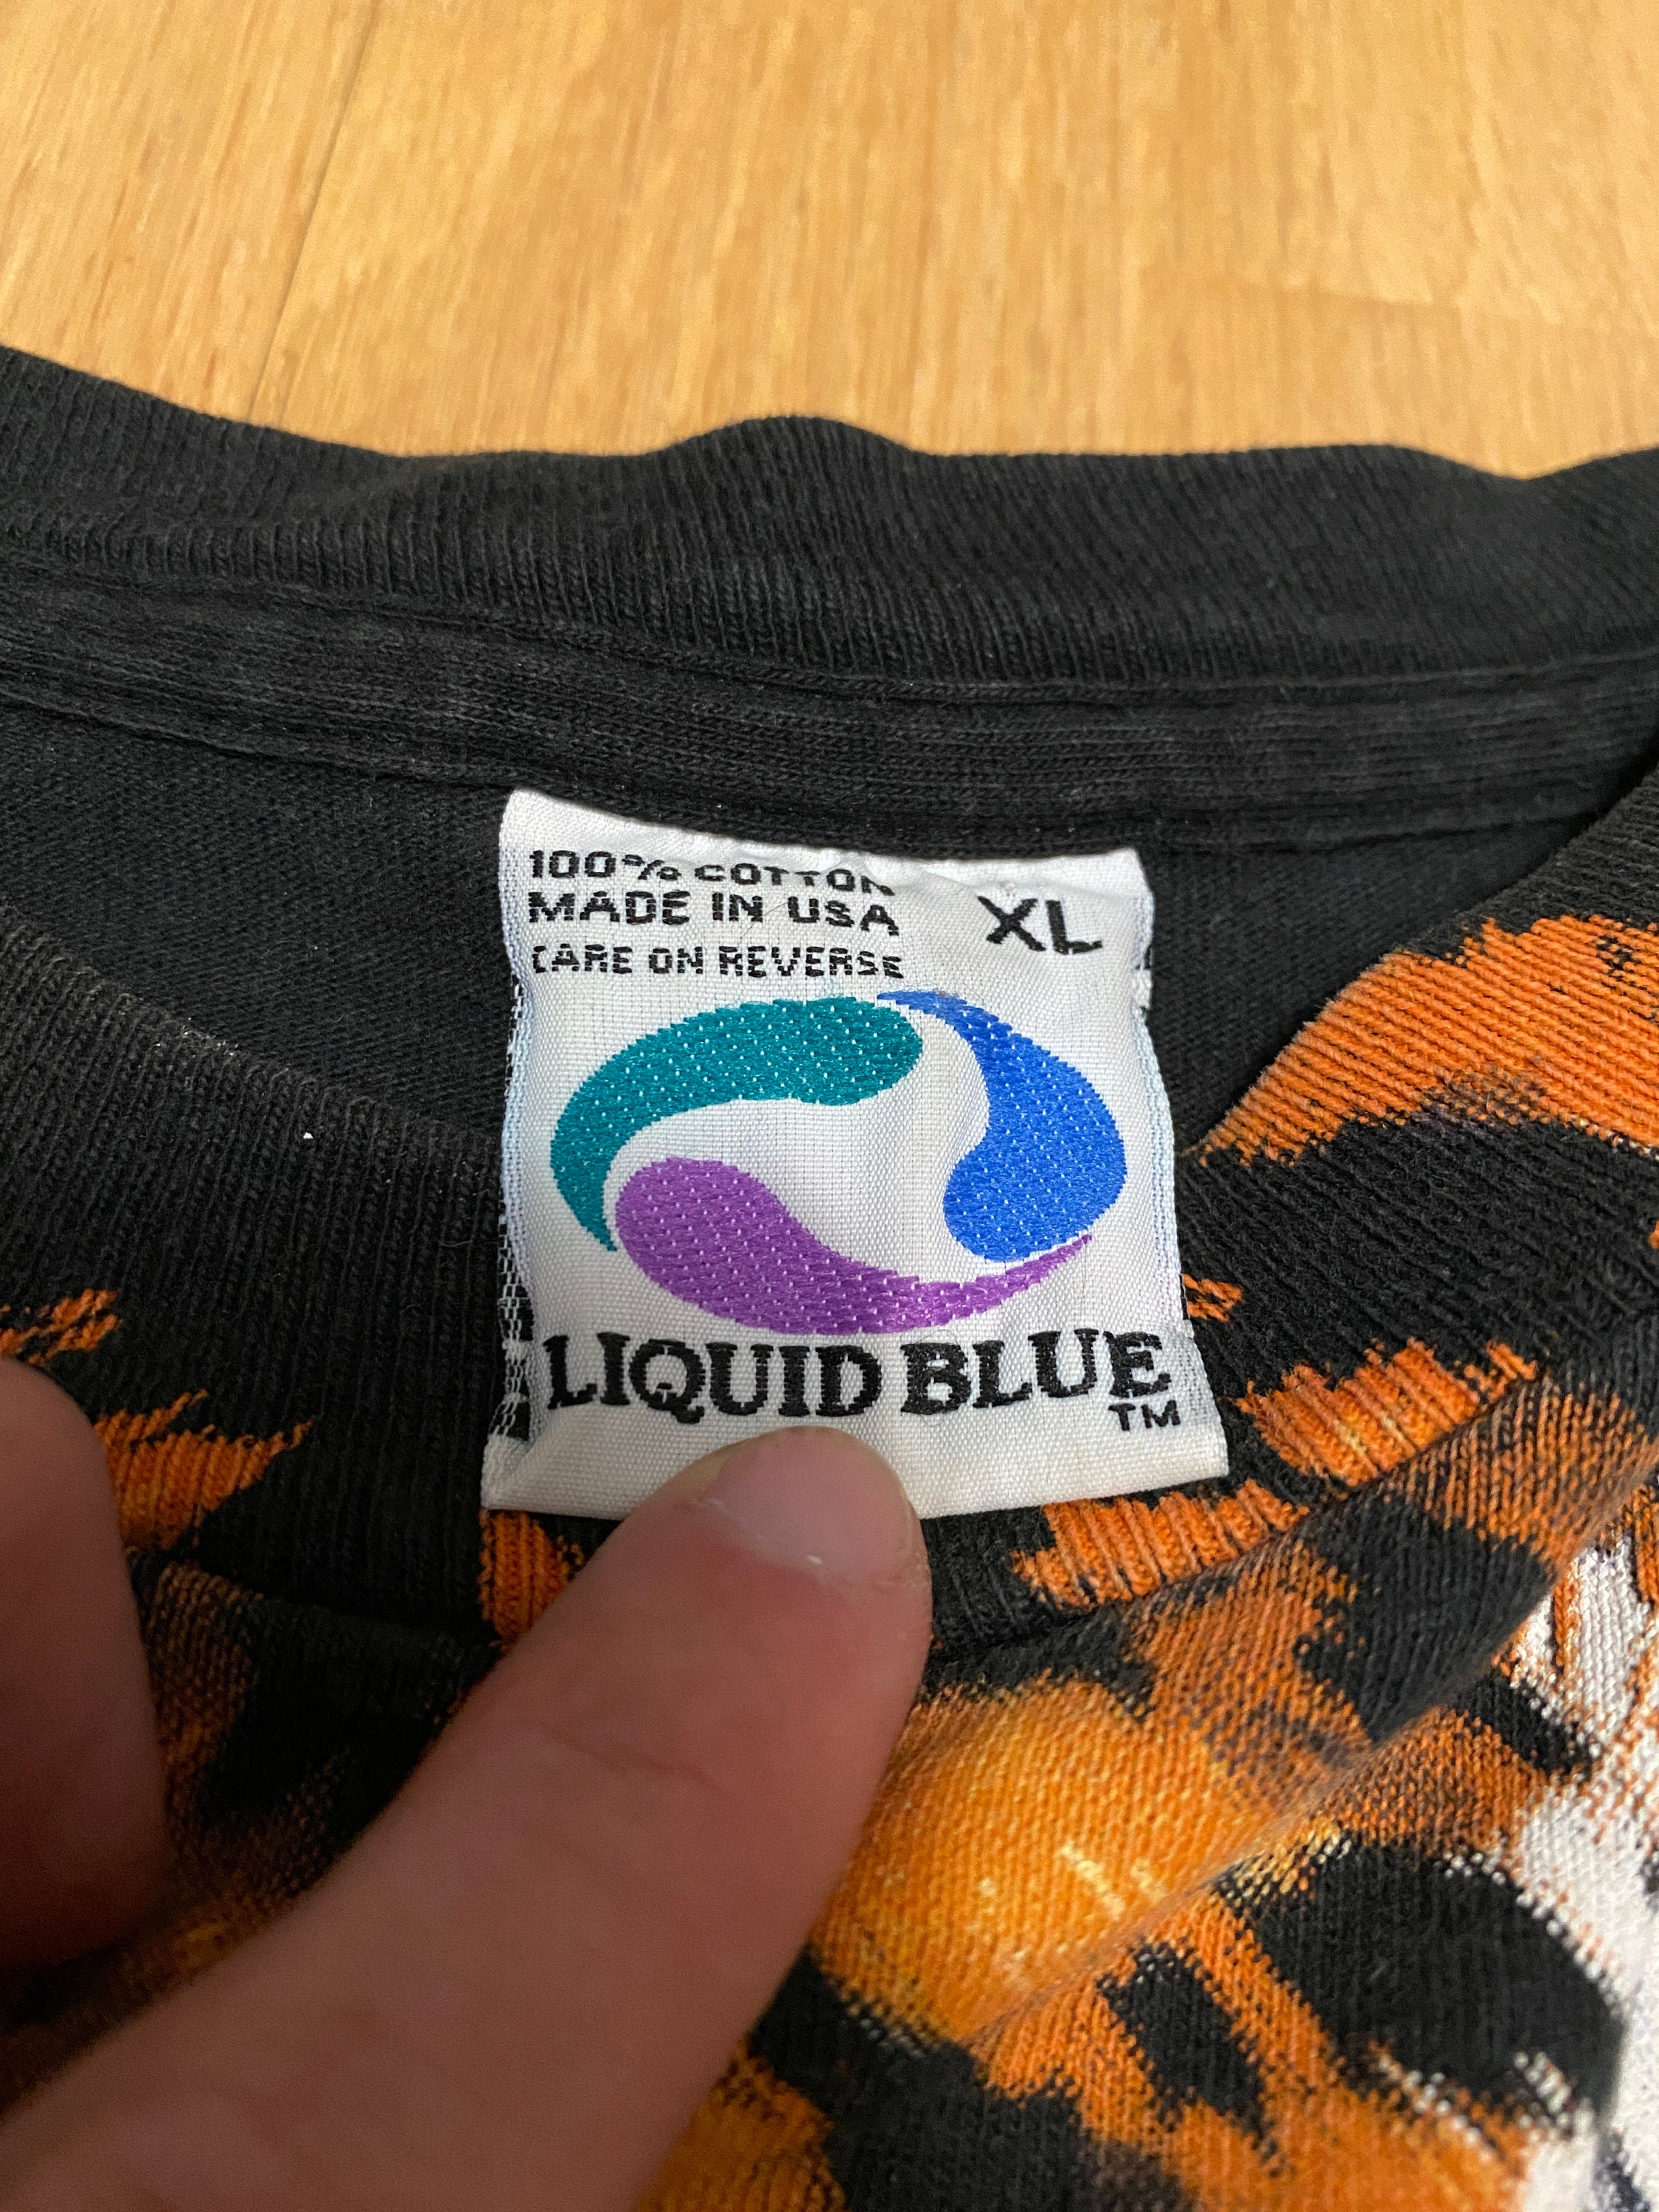 100% COTTON
MADE IN USA
CARE ON REVERSE
XL
LIQUID BLUE
TM